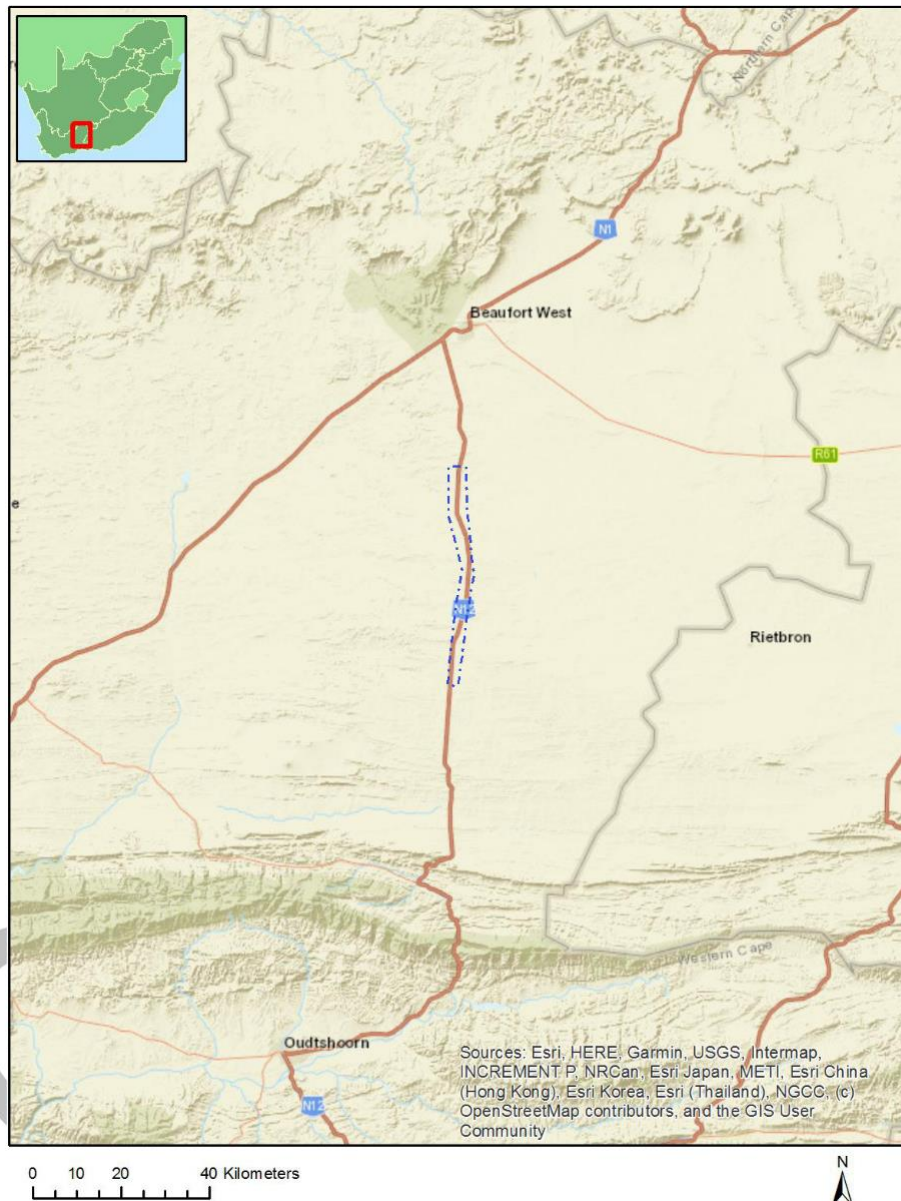 Northern Cape
N1
Beaufort West
R61
e
N12
Rietbron
Western Cape
Oudtshoorn
N12
Sources: Esri, HERE, Garmin, USGS, Intermap,
INCREMENT P, NRCan, Esri Japan, METI, Esri China
(Hong Kong), Esri Korea, Esri (Thailand), NGCC, (c)
OpenStreetMap contributors, and the GIS User
Community
0 10 20 40 Kilometers
N